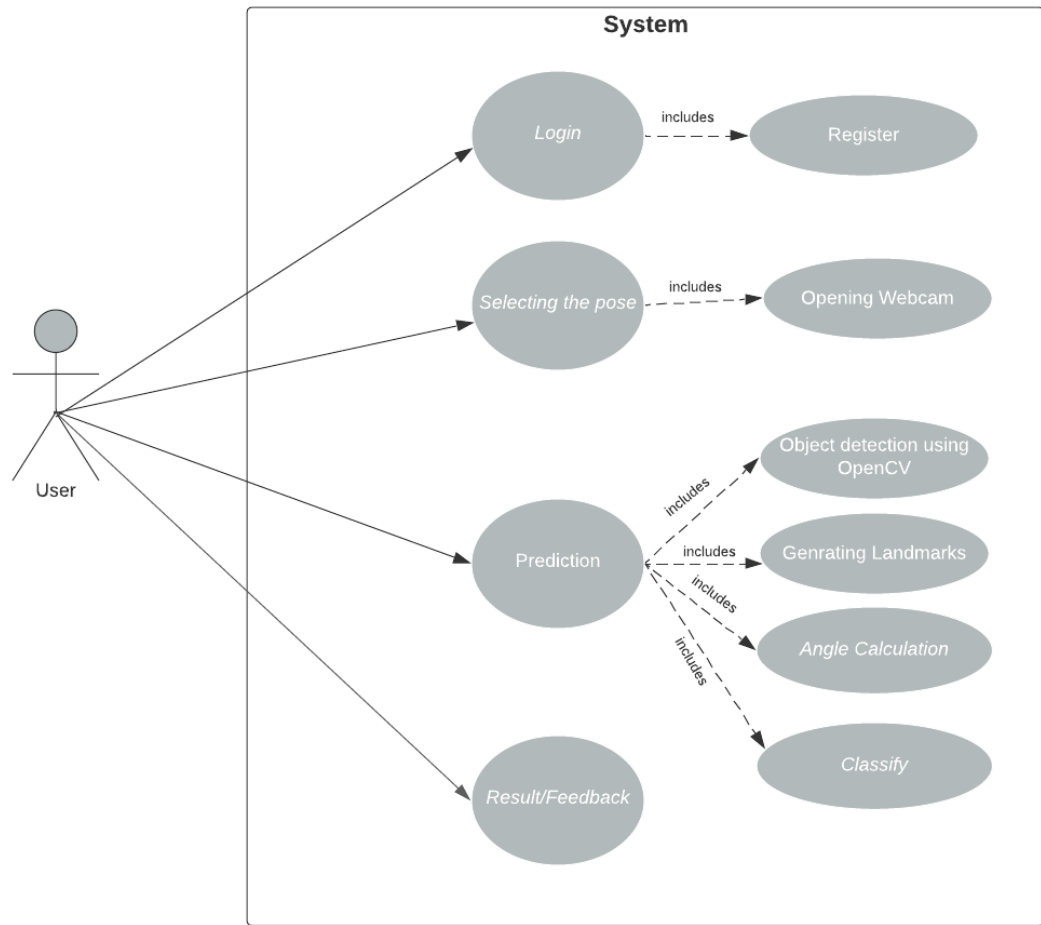 System
Login
includes
Register
Selecting the pose
includes
Opening Webcam
User
Prediction
includes
Object detection using
OpenCV
includes
Genrating Landmarks
includes
Angle Calculation
includes
Classify
Result/Feedback